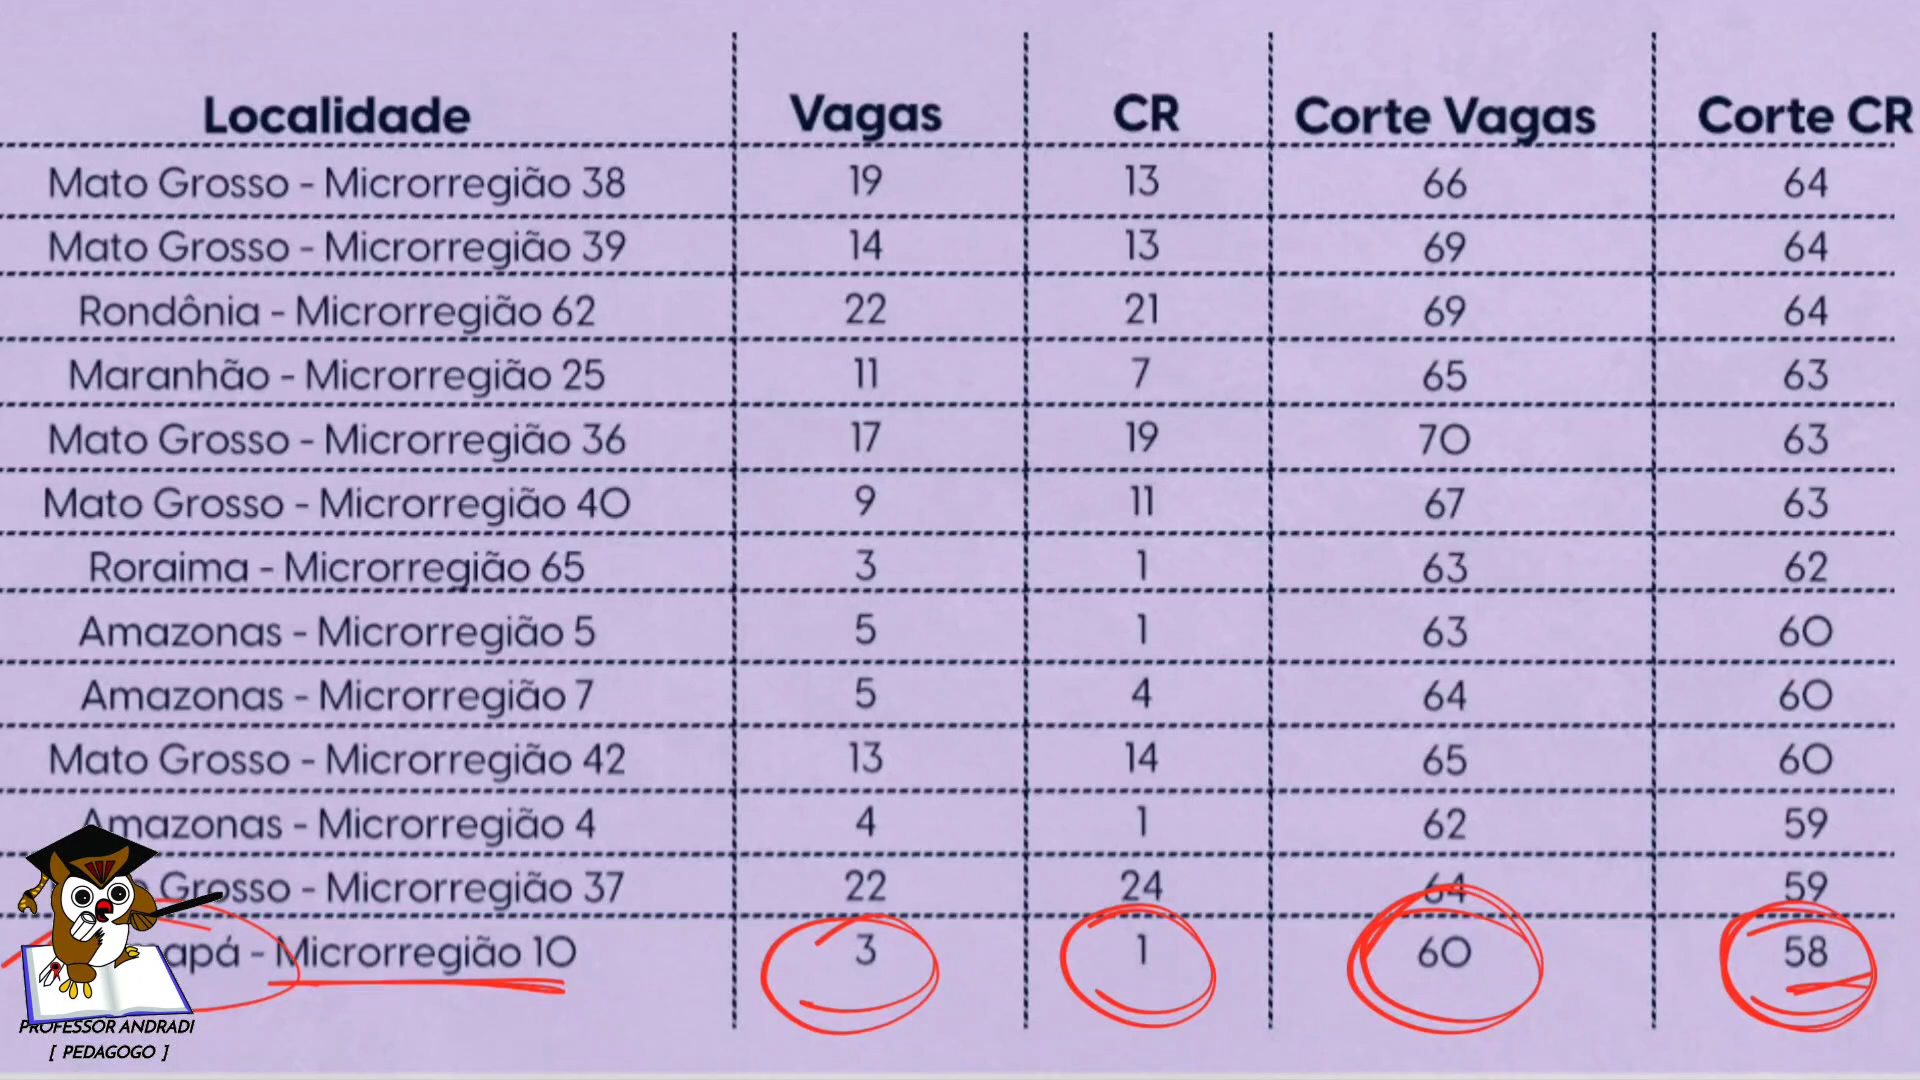 Localidade Vagas CR Corte Vagas Corte CR
Mato Grosso - Microrregião 38 19 13 66 64
Mato Grosso - Microrregião 39 14 13 69 64
Rondônia - Microrregião 62 22 21 69 64
Maranhão - Microrregião 25 11 7 65 63
Mato Grosso - Microrregião 36 17 19 70 63
Mato Grosso - Microrregião 40 9 11 67 63
Roraima - Microrregião 65 3 1 63 62
Amazonas - Microrregião 5 5 1 63 60
Amazonas - Microrregião 7 5 4 64 60
Mato Grosso - Microrregião 42 13 14 65 60
Amazonas - Microrregião 4 4 1 62 59
Grosso - Microrregião 37 22 24 64 59
apá - Microrregião 10 3 1 60 58
PROFESSOR ANDRADI
[ PEDAGOGO ]